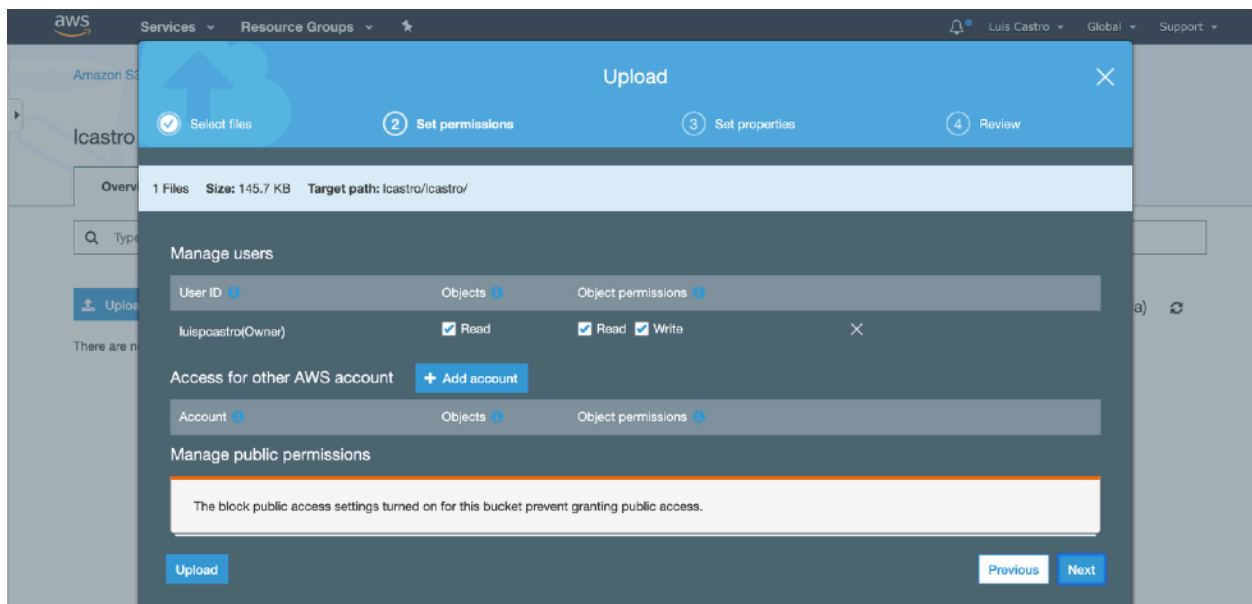 aws Services Resource Groups Luis Castro Global Support
Amazon S3
Upload
Select files 2 Set permissions 3 Set properties 4 Review
lcastro
Overvi
1 Files Size: 145.7 KB Target path: lcastro/lcastro/
Type
Manage users
User ID Objects Object permissions
Uploa
a)
luispcastro(Owner) Read Read Write
There are n
Access for other AWS account + Add account
Account Objects Object permissions
Manage public permissions
The block public access settings turned on for this bucket prevent granting public access.
Upload Previous Next